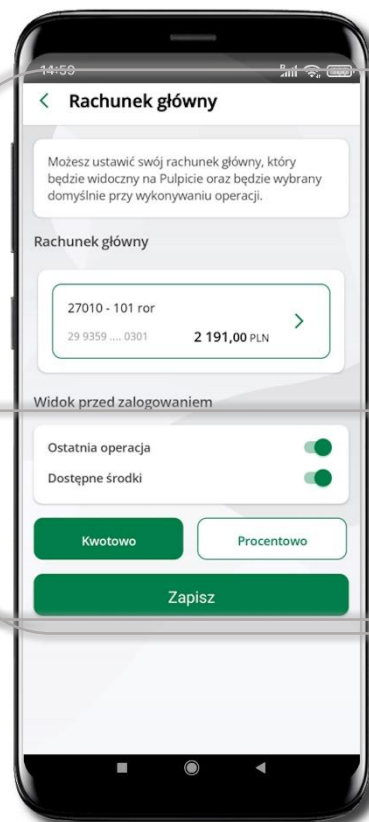 14:59
Rachunek główny
Możesz ustawić swój rachunek główny, który
będzie widoczny na Pulpicie oraz będzie wybrany
domyślnie przy wykonywaniu operacji.
Rachunek główny
27010 - 101 ror
29 9359 .... 0301 2 191,00 PLN
Widok przed zalogowaniem
Ostatnia operacja
Dostępne środki
Kwotowo Procentowo
Zapisz